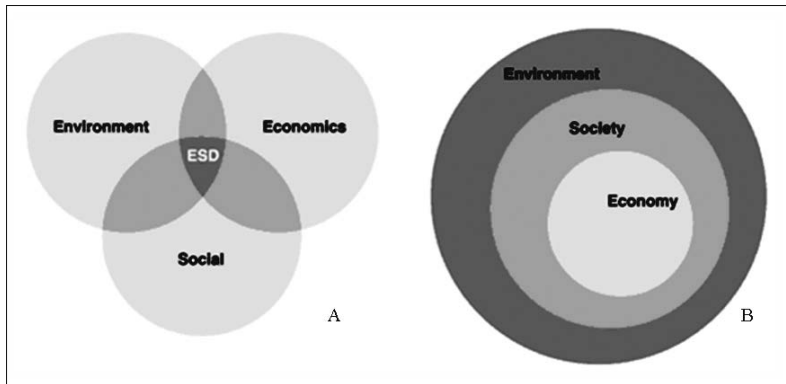 Environment
Economics
ESD
Social
A
Environment
Society
Economy
B